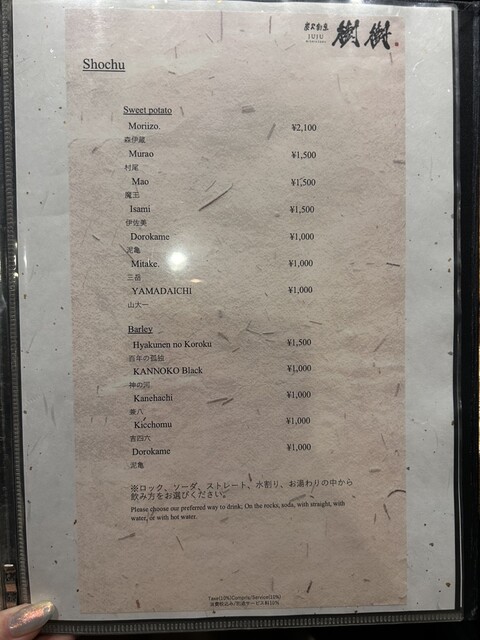 炭火割烹 樹樹
JUJU
Shochu
Sweet potato
Moriizo. ¥2,100
森伊蔵
Murao ¥1,500
村尾
Mao ¥1,500
魔王
Isami ¥1,500
伊佐美
Dorokame ¥1,000
泥亀
Mitake. ¥1,000
三岳
YAMADAICHI ¥1,000
山大一
Barley
Hyakunen no Koroku ¥1,500
百年の孤独
KANNOKO Black ¥1,000
神の河
Kanehachi ¥1,000
兼八
Kicchomu ¥1,000
吉四六
Dorokame ¥1,000
泥亀
※ロック、ソーダ、ストレート、水割り、お湯わりの中から
飲み方をお選びください。
Please choose our preferred way to drink; On the rocks, soda, with straight, with
water, or with hot water.